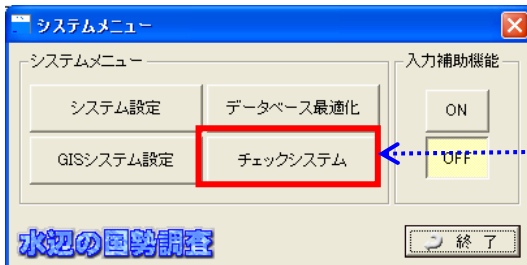 システムメニュー
システムメニュー
入力補助機能
システム設定
データベース最適化
ON
GISシステム設定
チェックシステム
OFF
水辺の国勢調査
終 了